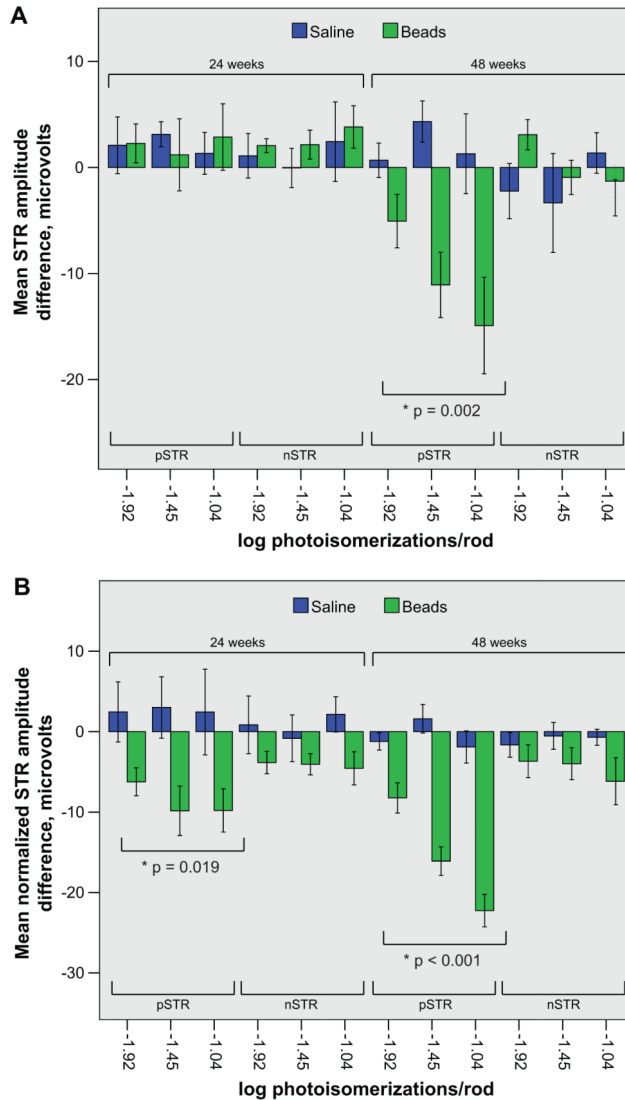 A
Saline Beads
24 weeks 48 weeks
Mean STR amplitude
difference, microvolts
10
0
-10
-20
* p = 0.002
pSTR nSTR pSTR nSTR
-1.92 -1.45 -1.04 -1.92 -1.45 -1.04 -1.92 -1.45 -1.04 -1.92 -1.45 -1.04
log photoisomerizations/rod
B
Saline Beads
24 weeks 48 weeks
Mean normalized STR amplitude
difference, microvolts
10
0
-10
-20
-30
* p = 0.019
* p < 0.001
pSTR nSTR pSTR nSTR
-1.92 -1.45 -1.04 -1.92 -1.45 -1.04 -1.92 -1.45 -1.04 -1.92 -1.45 -1.04
log photoisomerizations/rod